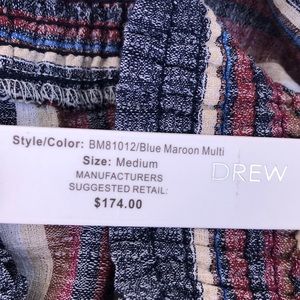 Style/Color: BM81012/Blue Maroon Multi
Size: Medium
MANUFACTURERS
SUGGESTED RETAIL:
$174.00
DREW